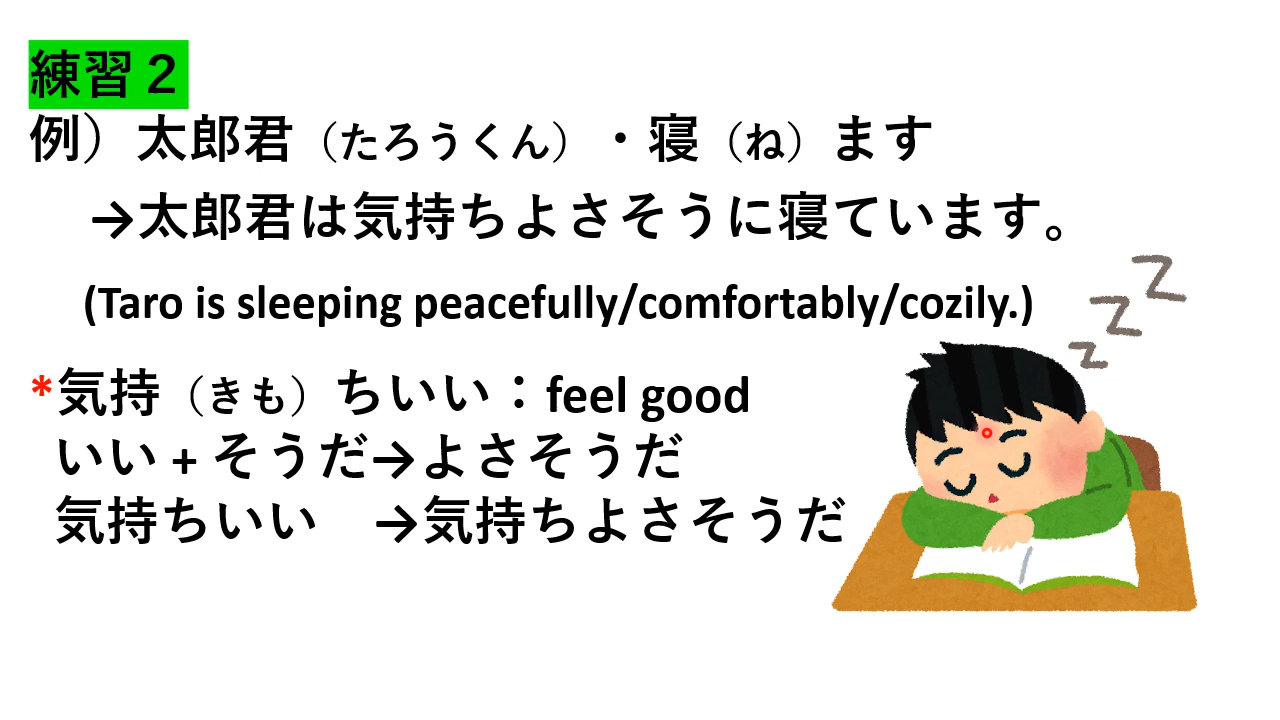 練習２
例）太郎君（たろうくん）・寝（ね）ます
→太郎君は気持ちよさそうに寝ています。
(Taro is sleeping peacefully/comfortably/cozily.)
*気持（きも）ちいい：feel good
いい + そうだ→よさそうだ
気持ちいい　→気持ちよさそうだ
z z z